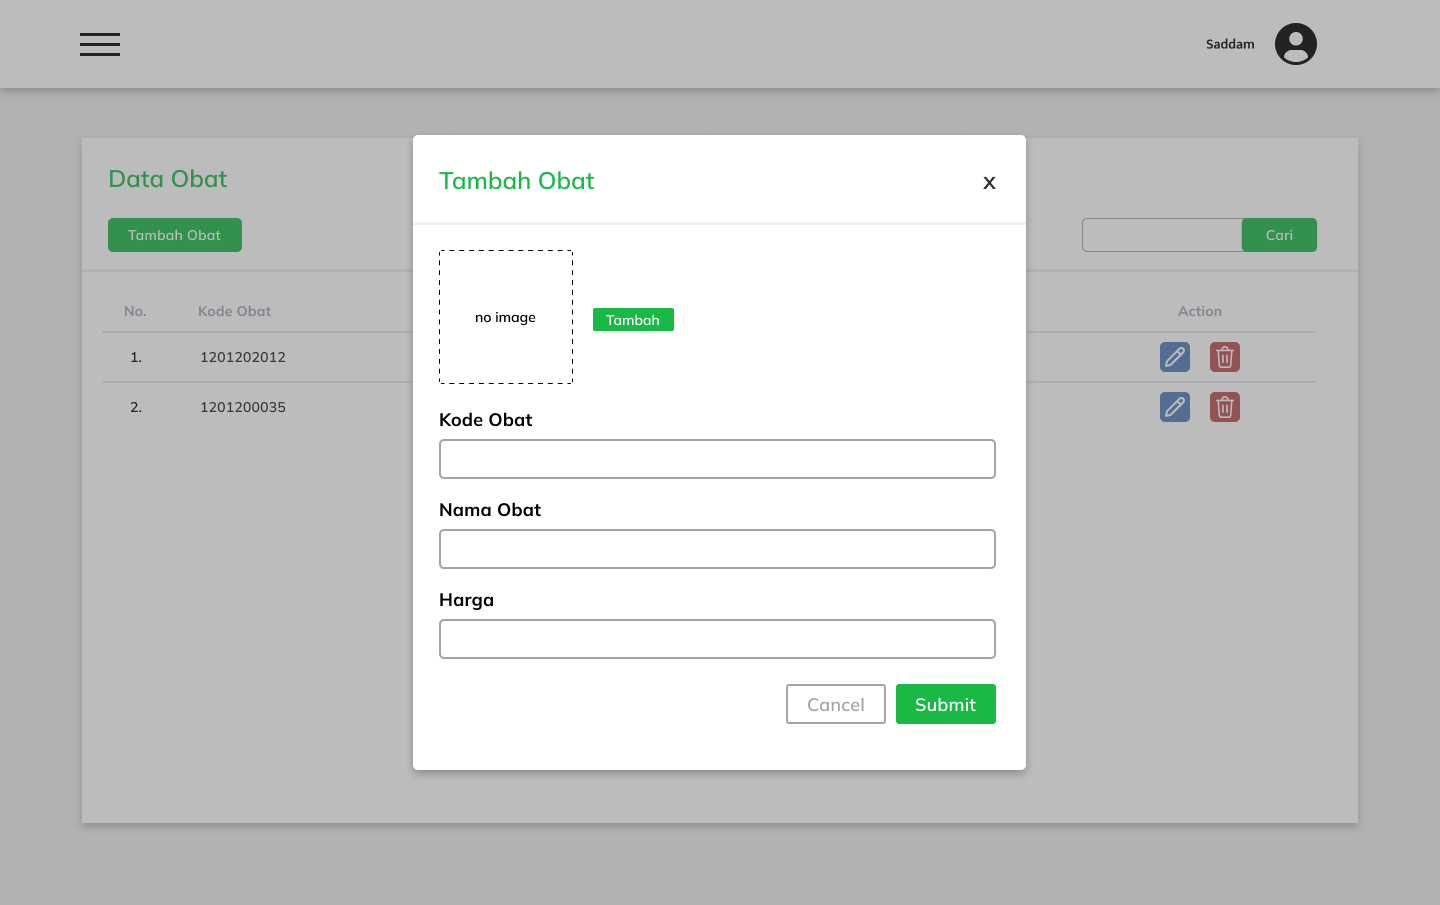 Saddam
Data Obat
Tambah Obat
Cari
No.
Kode Obat
Action
1.
1201202012
2.
1201200035
Tambah Obat
x
no image
Tambah
Kode Obat
Nama Obat
Harga
Cancel
Submit